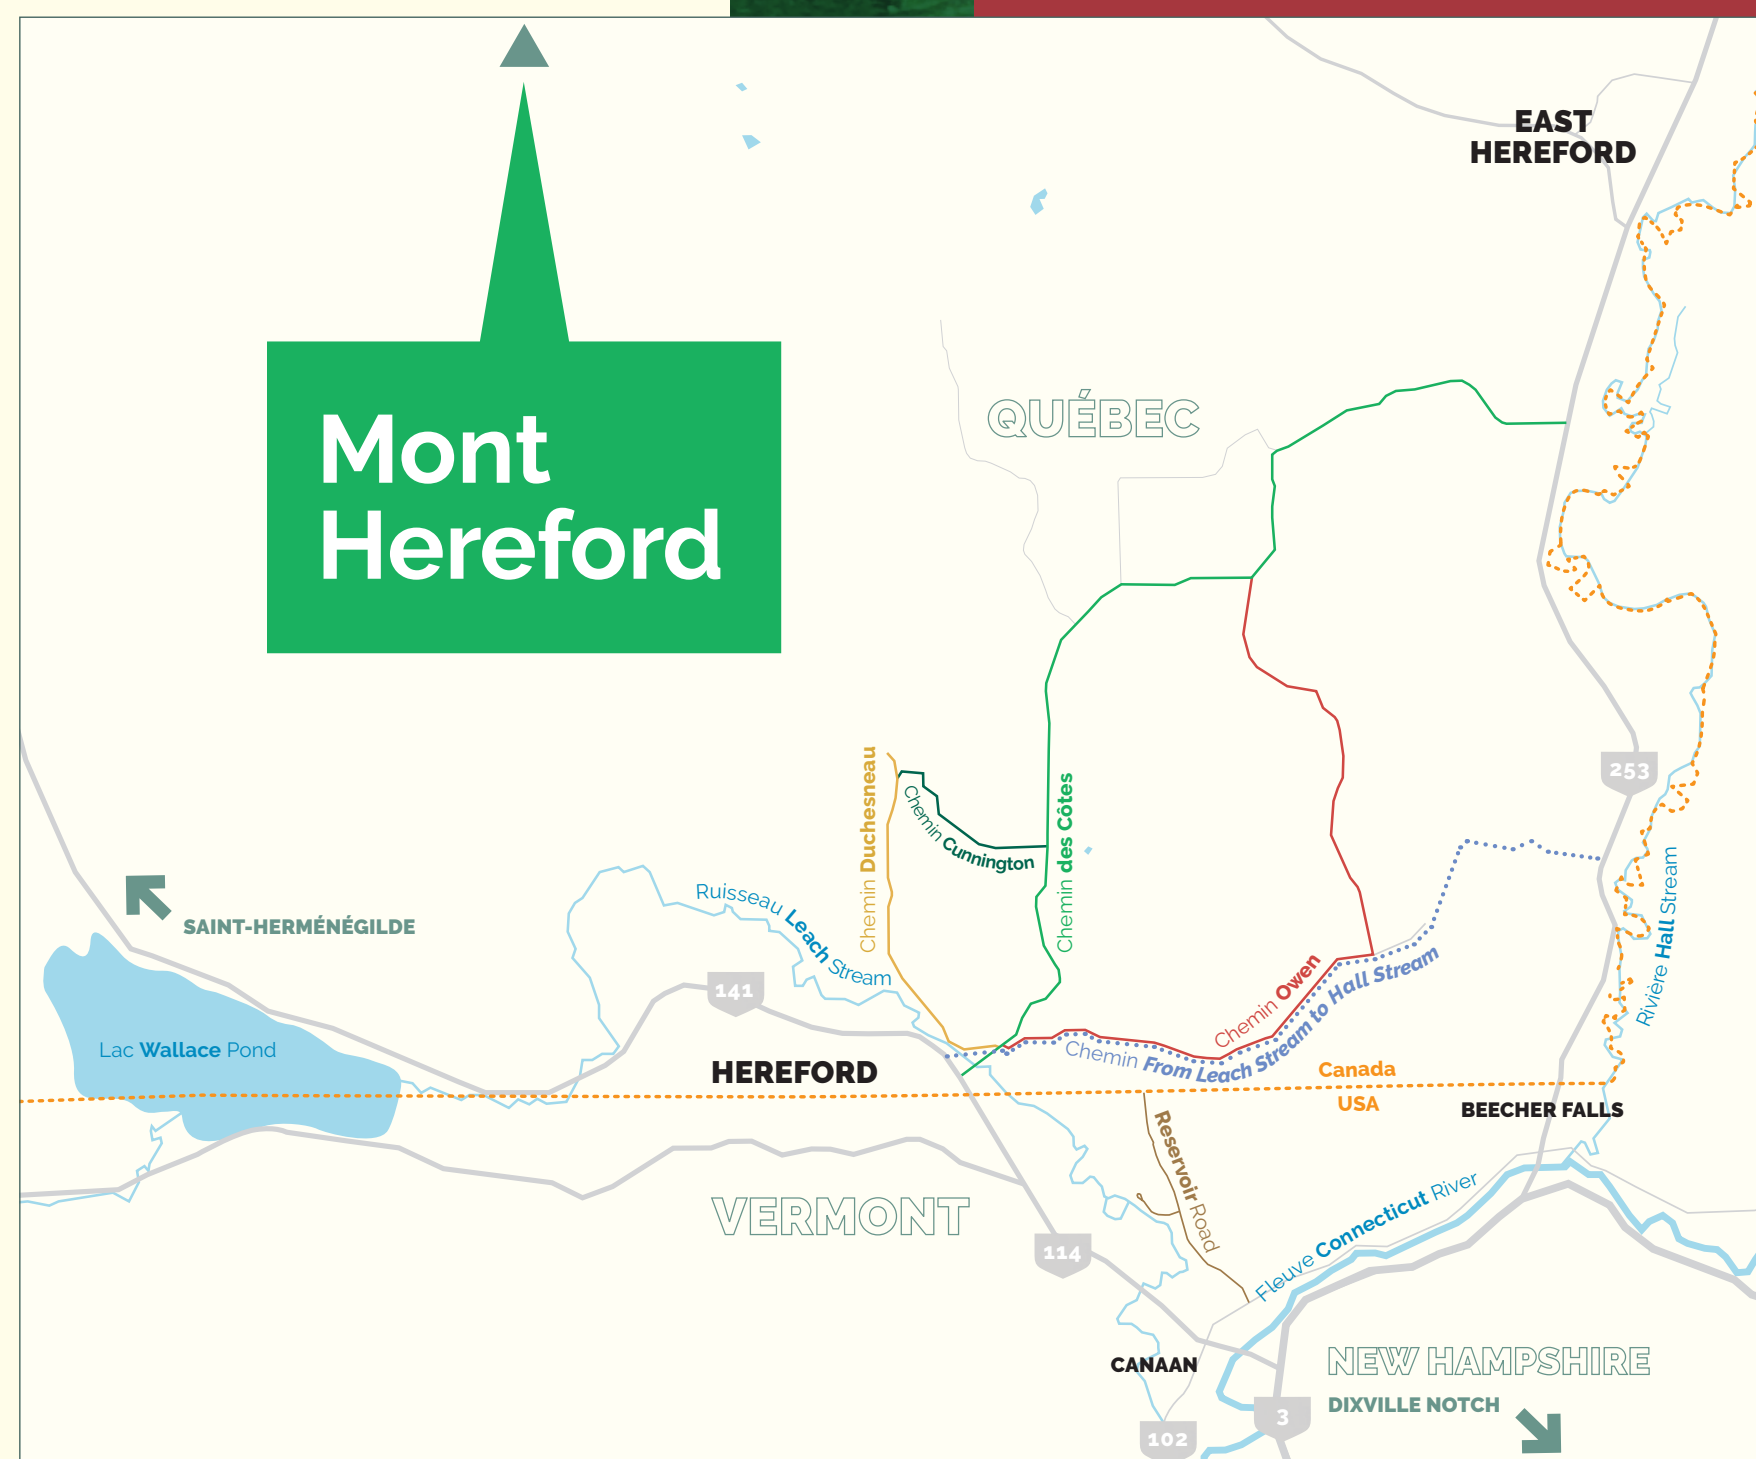 EAST
HEREFORD
QUÉBEC
Mont
Hereford
253
Chemin Duchesneau
Chemin Cunnington
Chemin des Côtes
Ruisseau Leach Stream
SAINT-HERMÉNÉGILDE
Rivière Hall Stream
141
Chemin Owen
Chemin From Leach Stream to Hall Stream
Lac Wallace Pond
HEREFORD
Canada
USA
BEECHER FALLS
Reservoir Road
VERMONT
Fleuve Connecticut River
114
CANAAN
NEW HAMPSHIRE
DIXVILLE NOTCH
3
102